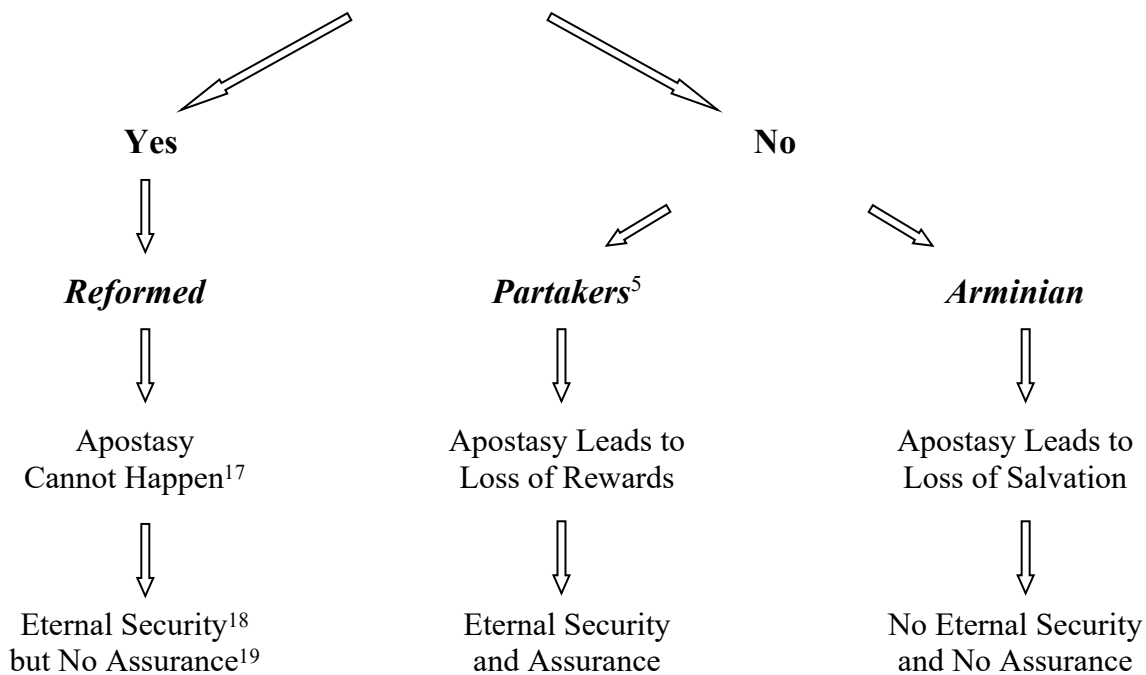 Yes No
Reformed Partakers⁵ Arminian
Apostasy Apostasy Leads to Apostasy Leads to
Cannot Happen¹⁷ Loss of Rewards Loss of Salvation
Eternal Security¹⁸ Eternal Security No Eternal Security
but No Assurance¹⁹ and Assurance and No Assurance